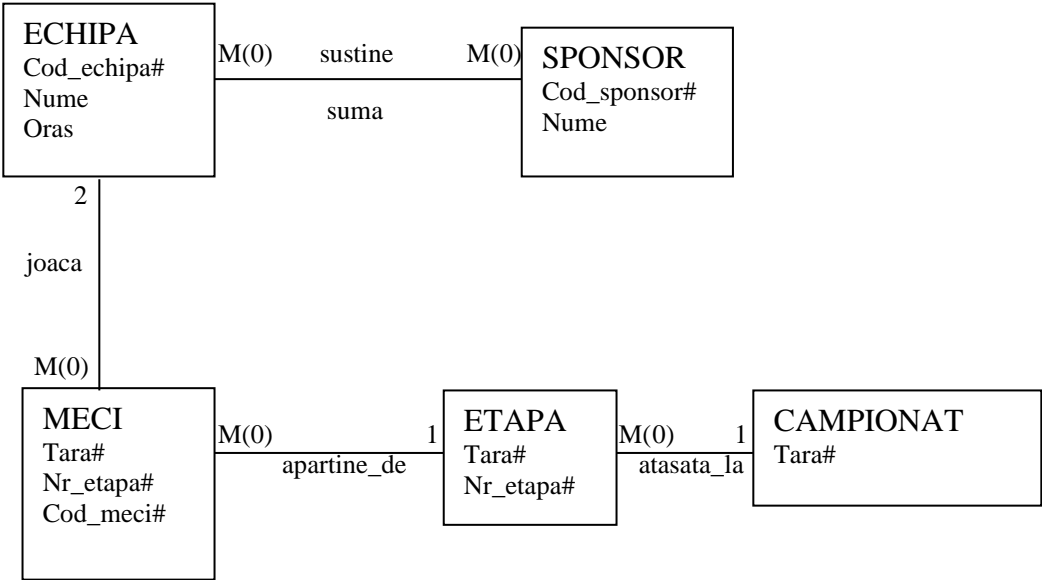 ECHIPA
Cod_echipa#
Nume
Oras
M(0) sustine M(0)
suma
SPONSOR
Cod_sponsor#
Nume
2
joaca
M(0)
MECI
Tara#
Nr_etapa#
Cod_meci#
M(0) 1
apartine_de
ETAPA
Tara#
Nr_etapa#
M(0) 1
atasata_la
CAMPIONAT
Tara#